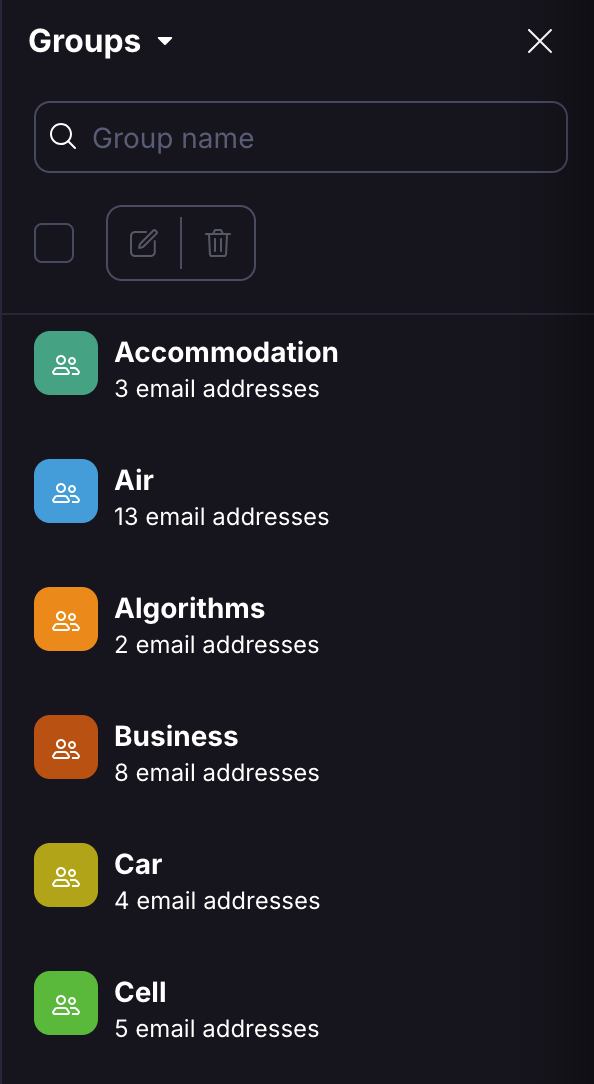 Groups
Group name
Accommodation
3 email addresses
Air
13 email addresses
Algorithms
2 email addresses
Business
8 email addresses
Car
4 email addresses
Cell
5 email addresses